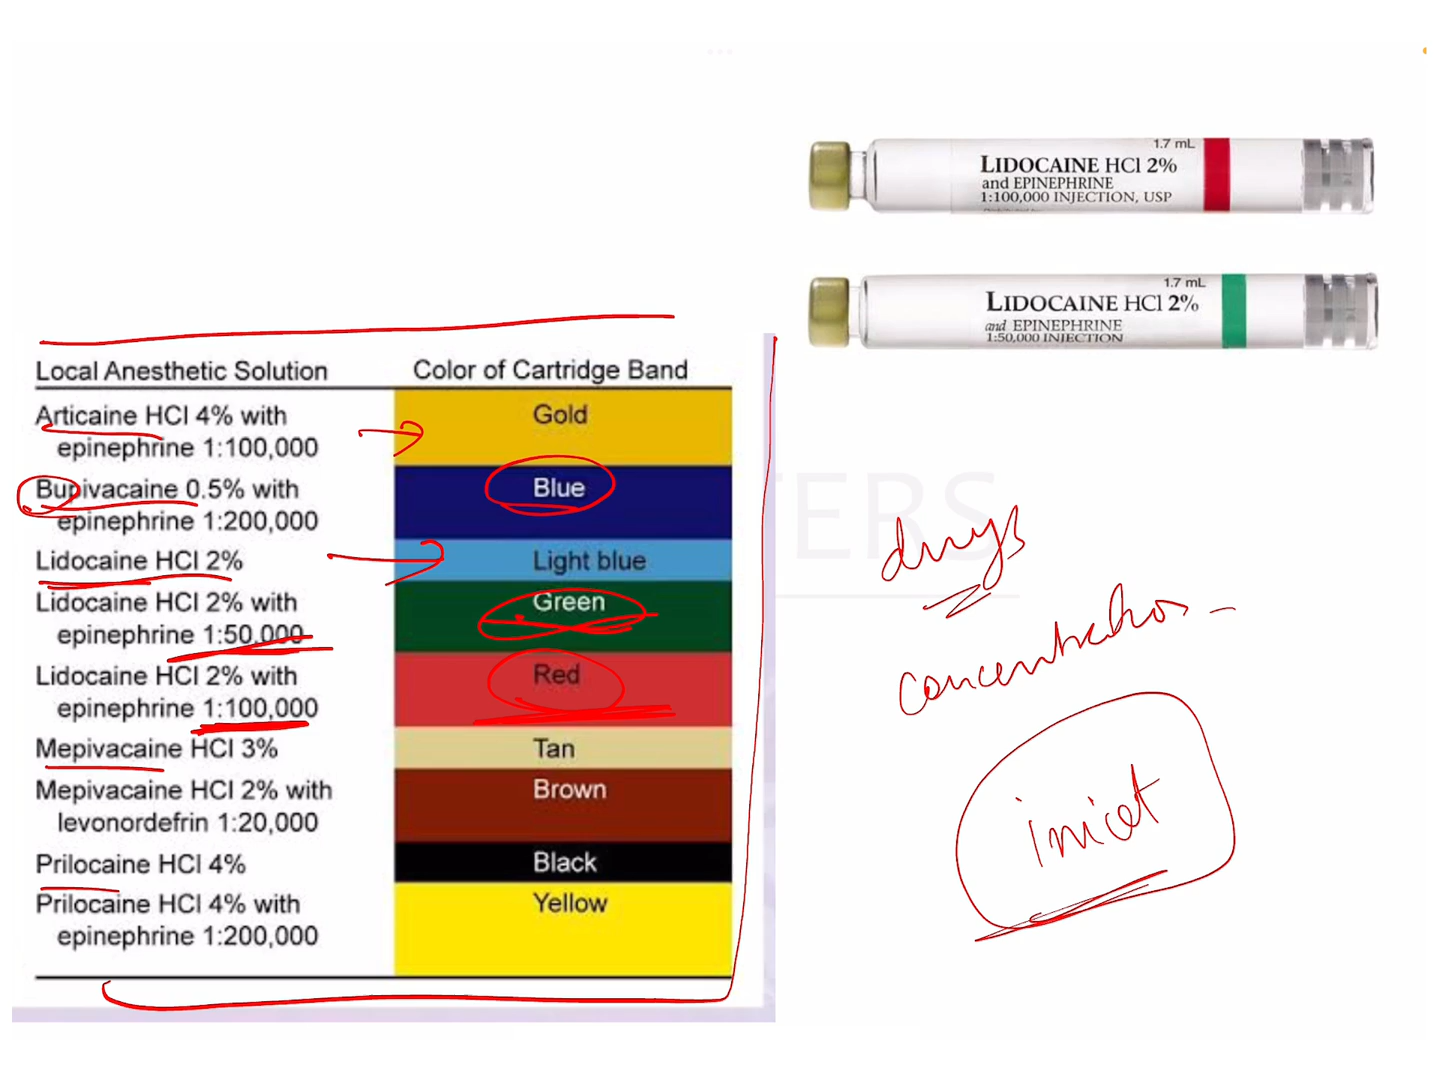 1.7 mL
LIDOCAINE HCl 2%
and EPINEPHRINE
1:100,000 INJECTION, USP
1.7 mL
LIDOCAINE HCl 2%
and EPINEPHRINE
1:50,000 INJECTION
Local Anesthetic Solution Color of Cartridge Band
Articaine HCl 4% with Gold
epinephrine 1:100,000
Bupivacaine 0.5% with Blue
epinephrine 1:200,000
Lidocaine HCl 2% Light blue
Lidocaine HCl 2% with Green
epinephrine 1:50,000
Lidocaine HCl 2% with Red
epinephrine 1:100,000
Mepivacaine HCl 3% Tan
Mepivacaine HCl 2% with Brown
levonordefrin 1:20,000
Prilocaine HCl 4% Black
Prilocaine HCl 4% with Yellow
epinephrine 1:200,000
ERS
drugs
inicet